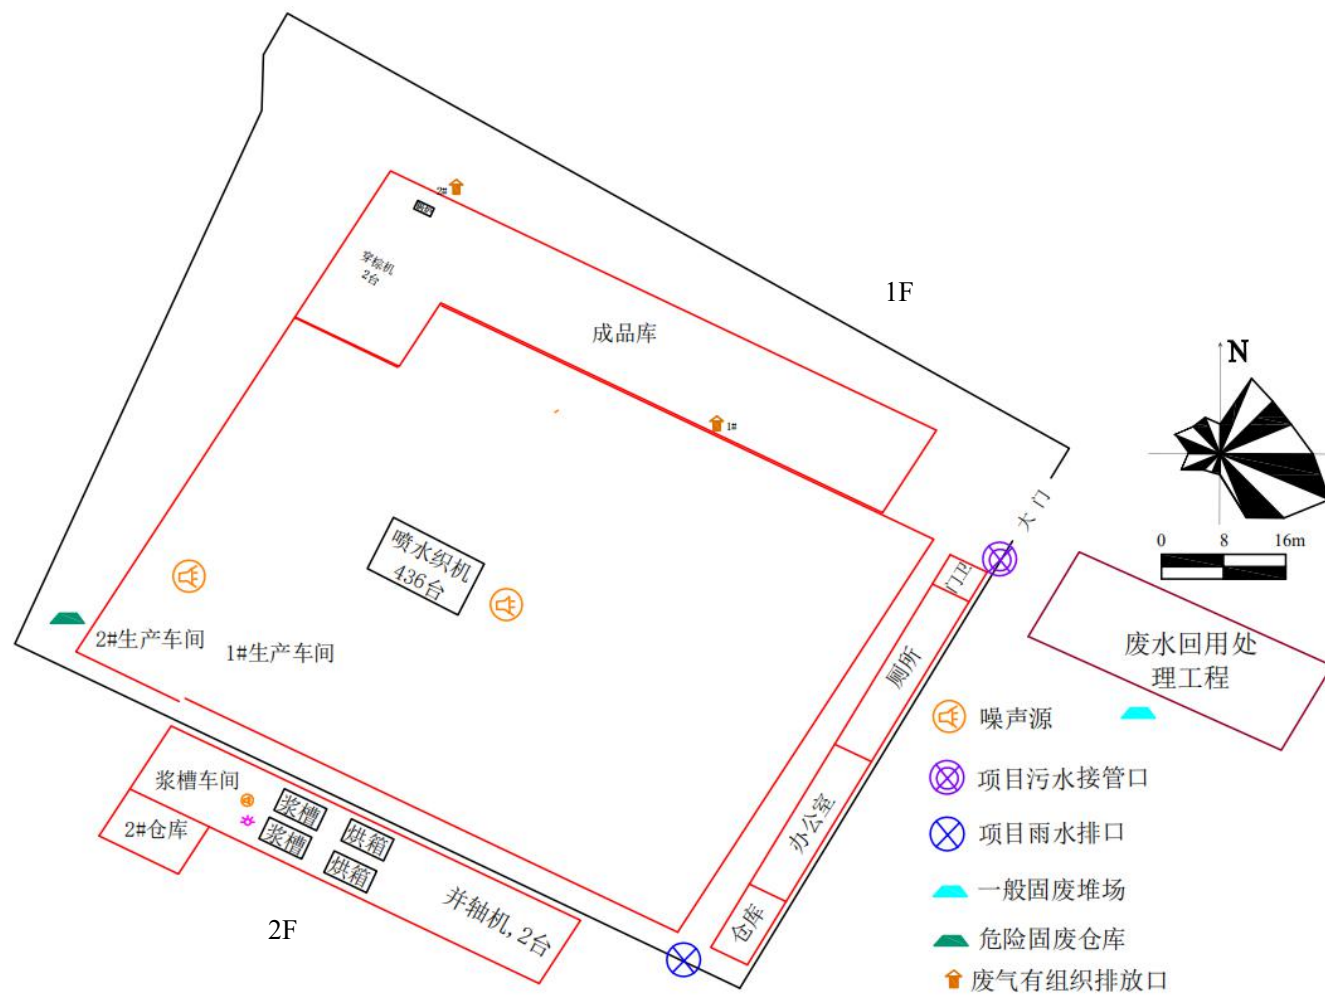 2#
穿棕机
2台
1F
成品库
1#
N
大门
0 8 16m
喷水织机
436台
门卫
废水回用处
理工程
2#生产车间
1#生产车间
厕所
噪声源
项目污水接管口
浆槽车间
浆槽
烘箱
2#仓库
浆槽
烘箱
办公室
项目雨水排口
并轴机,2台
2F
仓库
一般固废堆场
危险固废仓库
废气有组织排放口